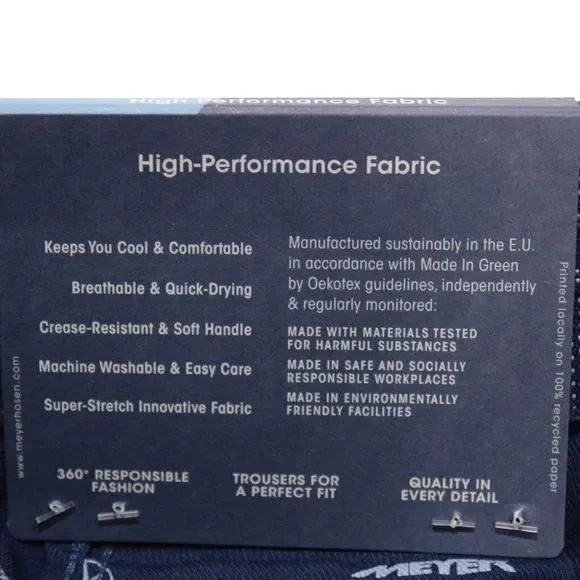 High-Performance Fabric
High-Performance Fabric
Keeps You Cool & Comfortable
Breathable & Quick-Drying
Crease-Resistant & Soft Handle
Machine Washable & Easy Care
Super-Stretch Innovative Fabric
Manufactured sustainably in the E.U.
in accordance with Made In Green
by Oekotex guidelines, independently
& regularly monitored:
MADE WITH MATERIALS TESTED
FOR HARMFUL SUBSTANCES
MADE IN SAFE AND SOCIALLY
RESPONSIBLE WORKPLACES
MADE IN ENVIRONMENTALLY
FRIENDLY FACILITIES
www.meyerhosen.com
Printed locally on 100% recycled paper
360° RESPONSIBLE
FASHION
TROUSERS FOR
A PERFECT FIT
QUALITY IN
EVERY DETAIL
MEYER